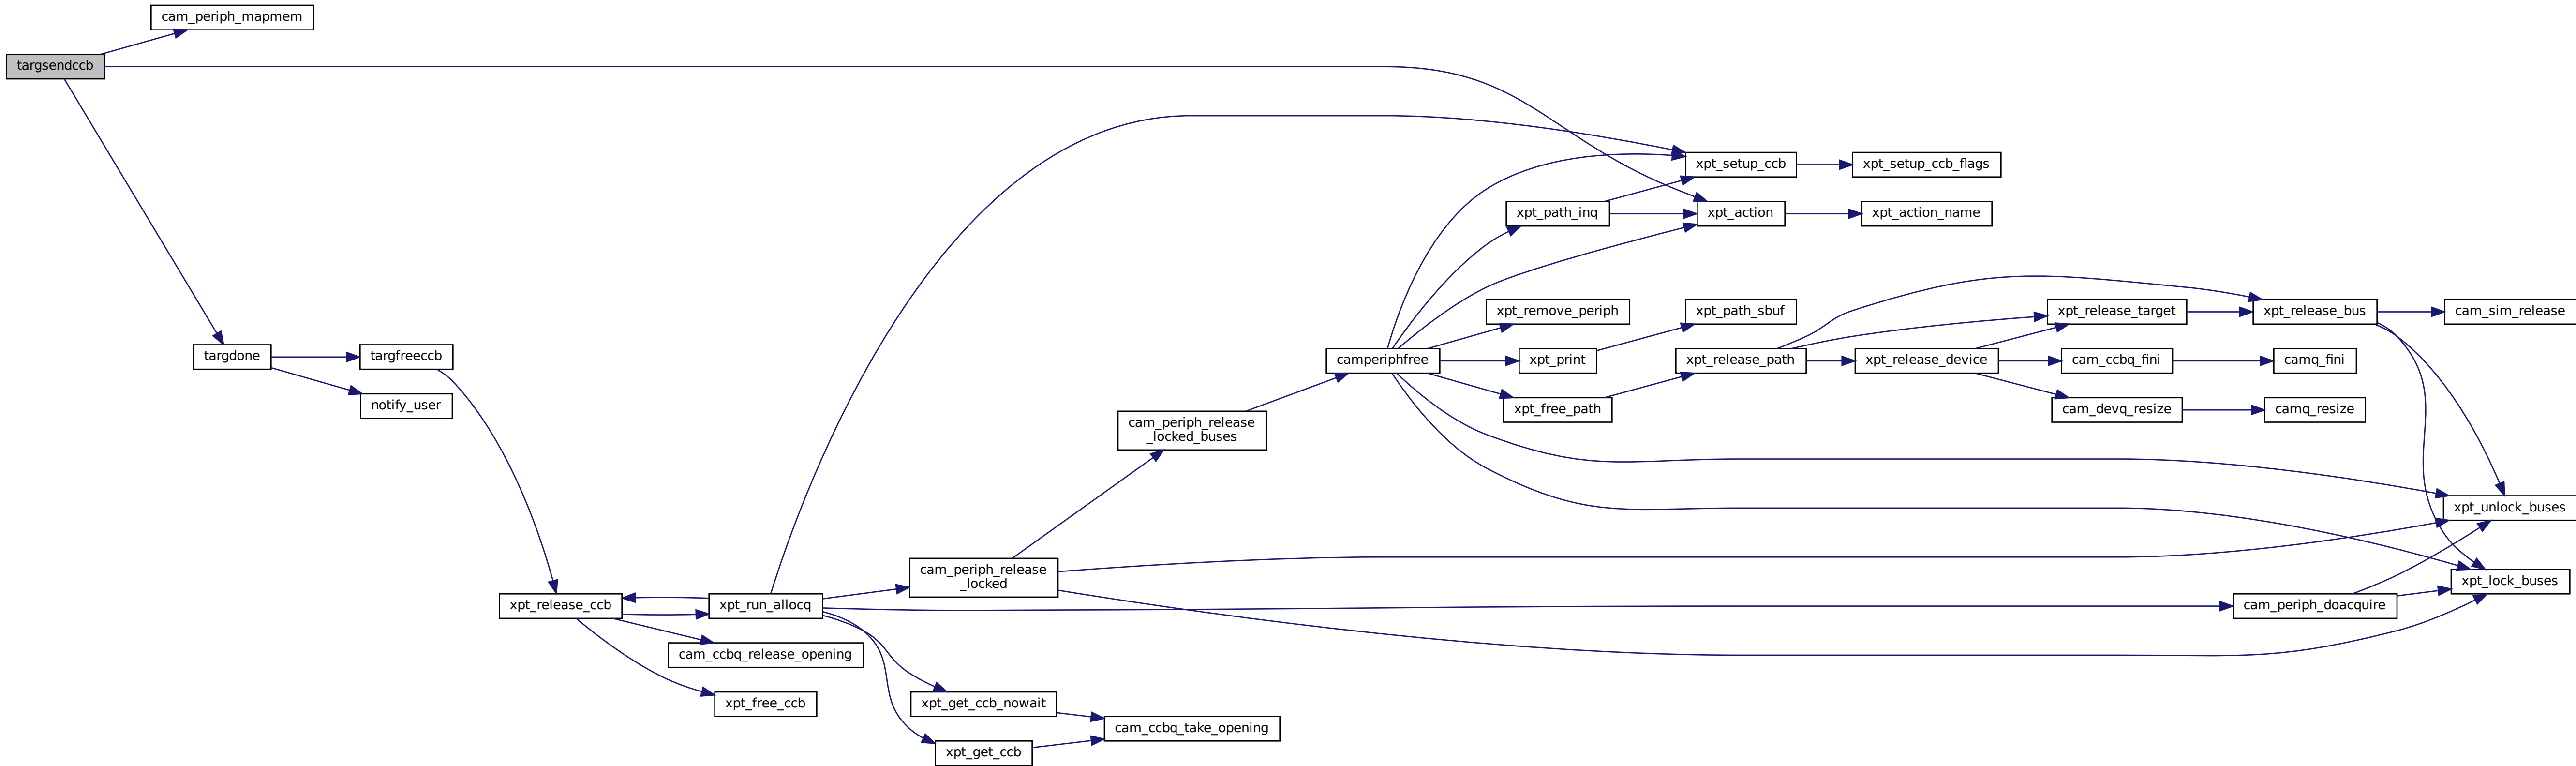 cam_periph_mapmem
targsendccb
xpt_setup_ccb
xpt_setup_ccb_flags
xpt_path_inq
xpt_action
xpt_action_name
xpt_remove_periph
xpt_path_sbuf
xpt_release_target
xpt_release_bus
cam_sim_release
targdone
targfreeccb
camperiphfree
xpt_print
xpt_release_path
xpt_release_device
cam_ccbq_fini
camq_fini
notify_user
xpt_free_path
cam_devq_resize
camq_resize
cam_periph_release
_locked_buses
xpt_unlock_buses
cam_periph_release
_locked
xpt_lock_buses
xpt_release_ccb
xpt_run_allocq
cam_periph_doacquire
cam_ccbq_release_opening
xpt_free_ccb
xpt_get_ccb_nowait
cam_ccbq_take_opening
xpt_get_ccb